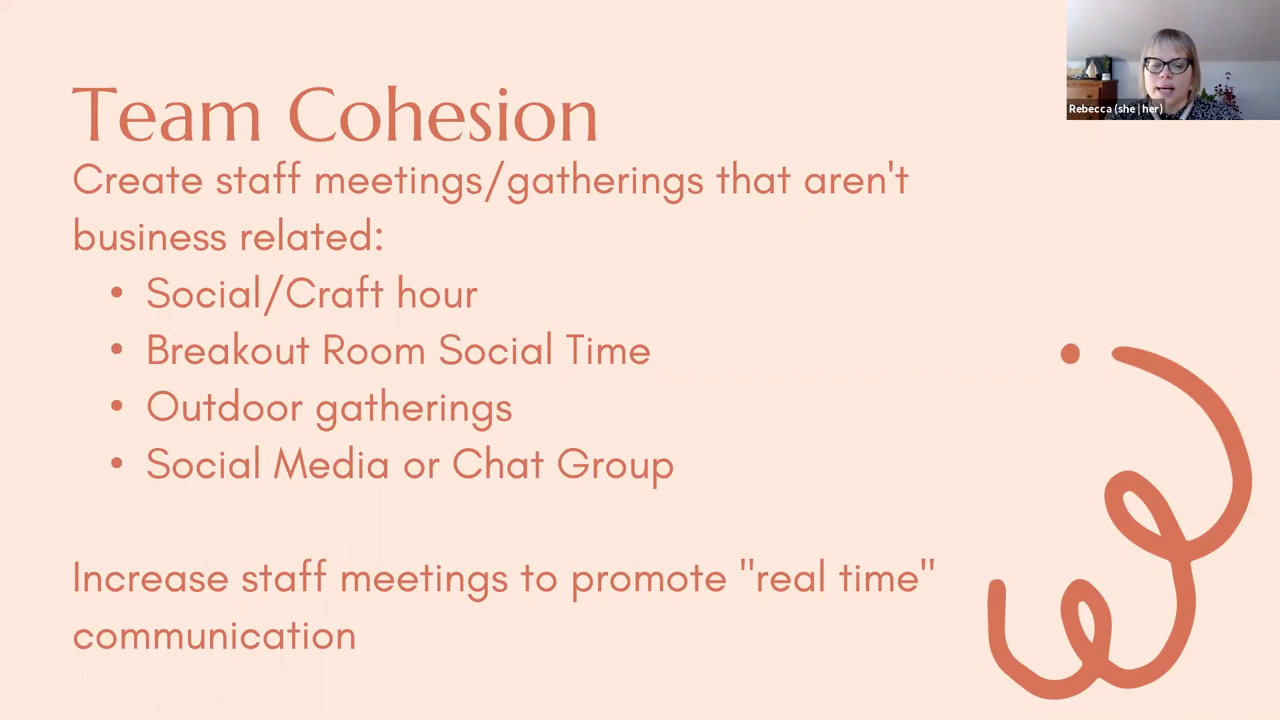 Team Cohesion
Create staff meetings/gatherings that aren't
business related:
• Social/Craft hour
• Breakout Room Social Time
• Outdoor gatherings
• Social Media or Chat Group
Increase staff meetings to promote "real time"
communication
Rebecca (she|her)